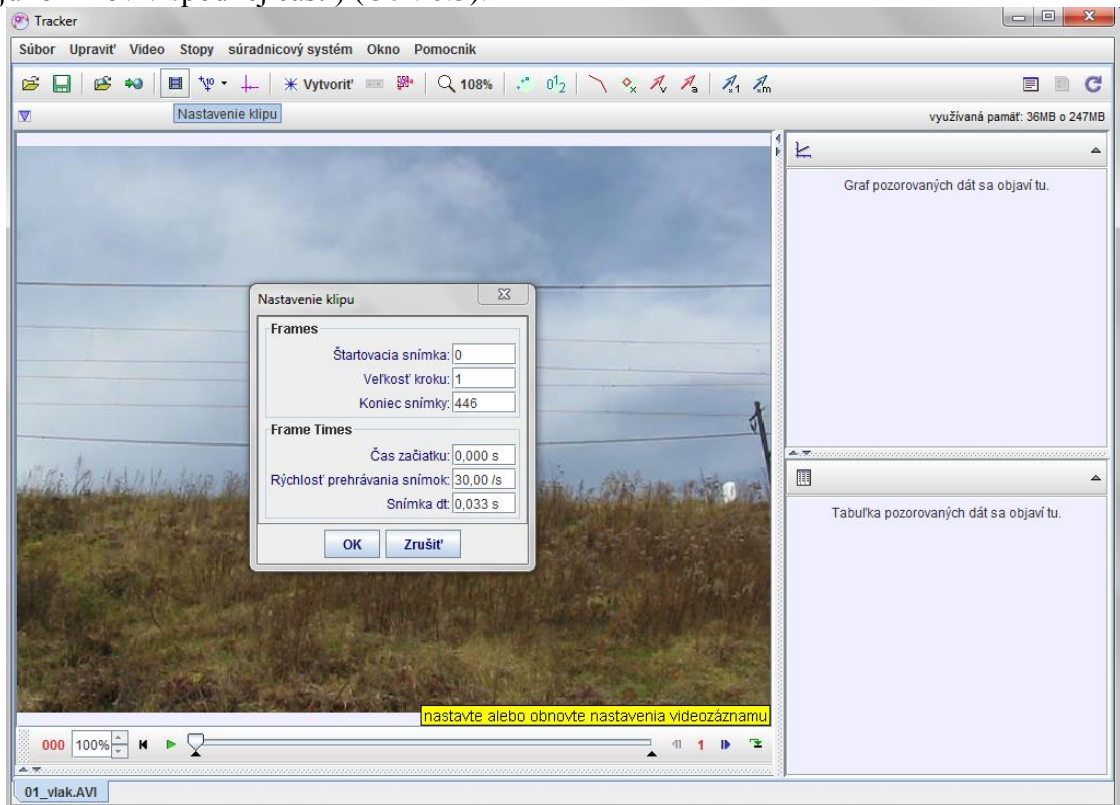 Tracker
Súbor Upraviť Video Stopy súradnicový systém Okno Pomocník
Vytvoriť 108%
Nastavenie klipu
využívaná pamäť: 36MB o 247MB
Graf pozorovaných dát sa objaví tu.
Nastavenie klipu
Frames
Štartovacia snímka: 0
Veľkosť kroku: 1
Koniec snímky: 446
Frame Times
Čas začiatku: 0,000 s
Rýchlosť prehrávania snímok: 30,00 /s
Snímka dt: 0,033 s
OK Zrušiť
Tabuľka pozorovaných dát sa objaví tu.
nastavte alebo obnovte nastavenia videozáznamu
000 100% 1
01_vlak.AVI